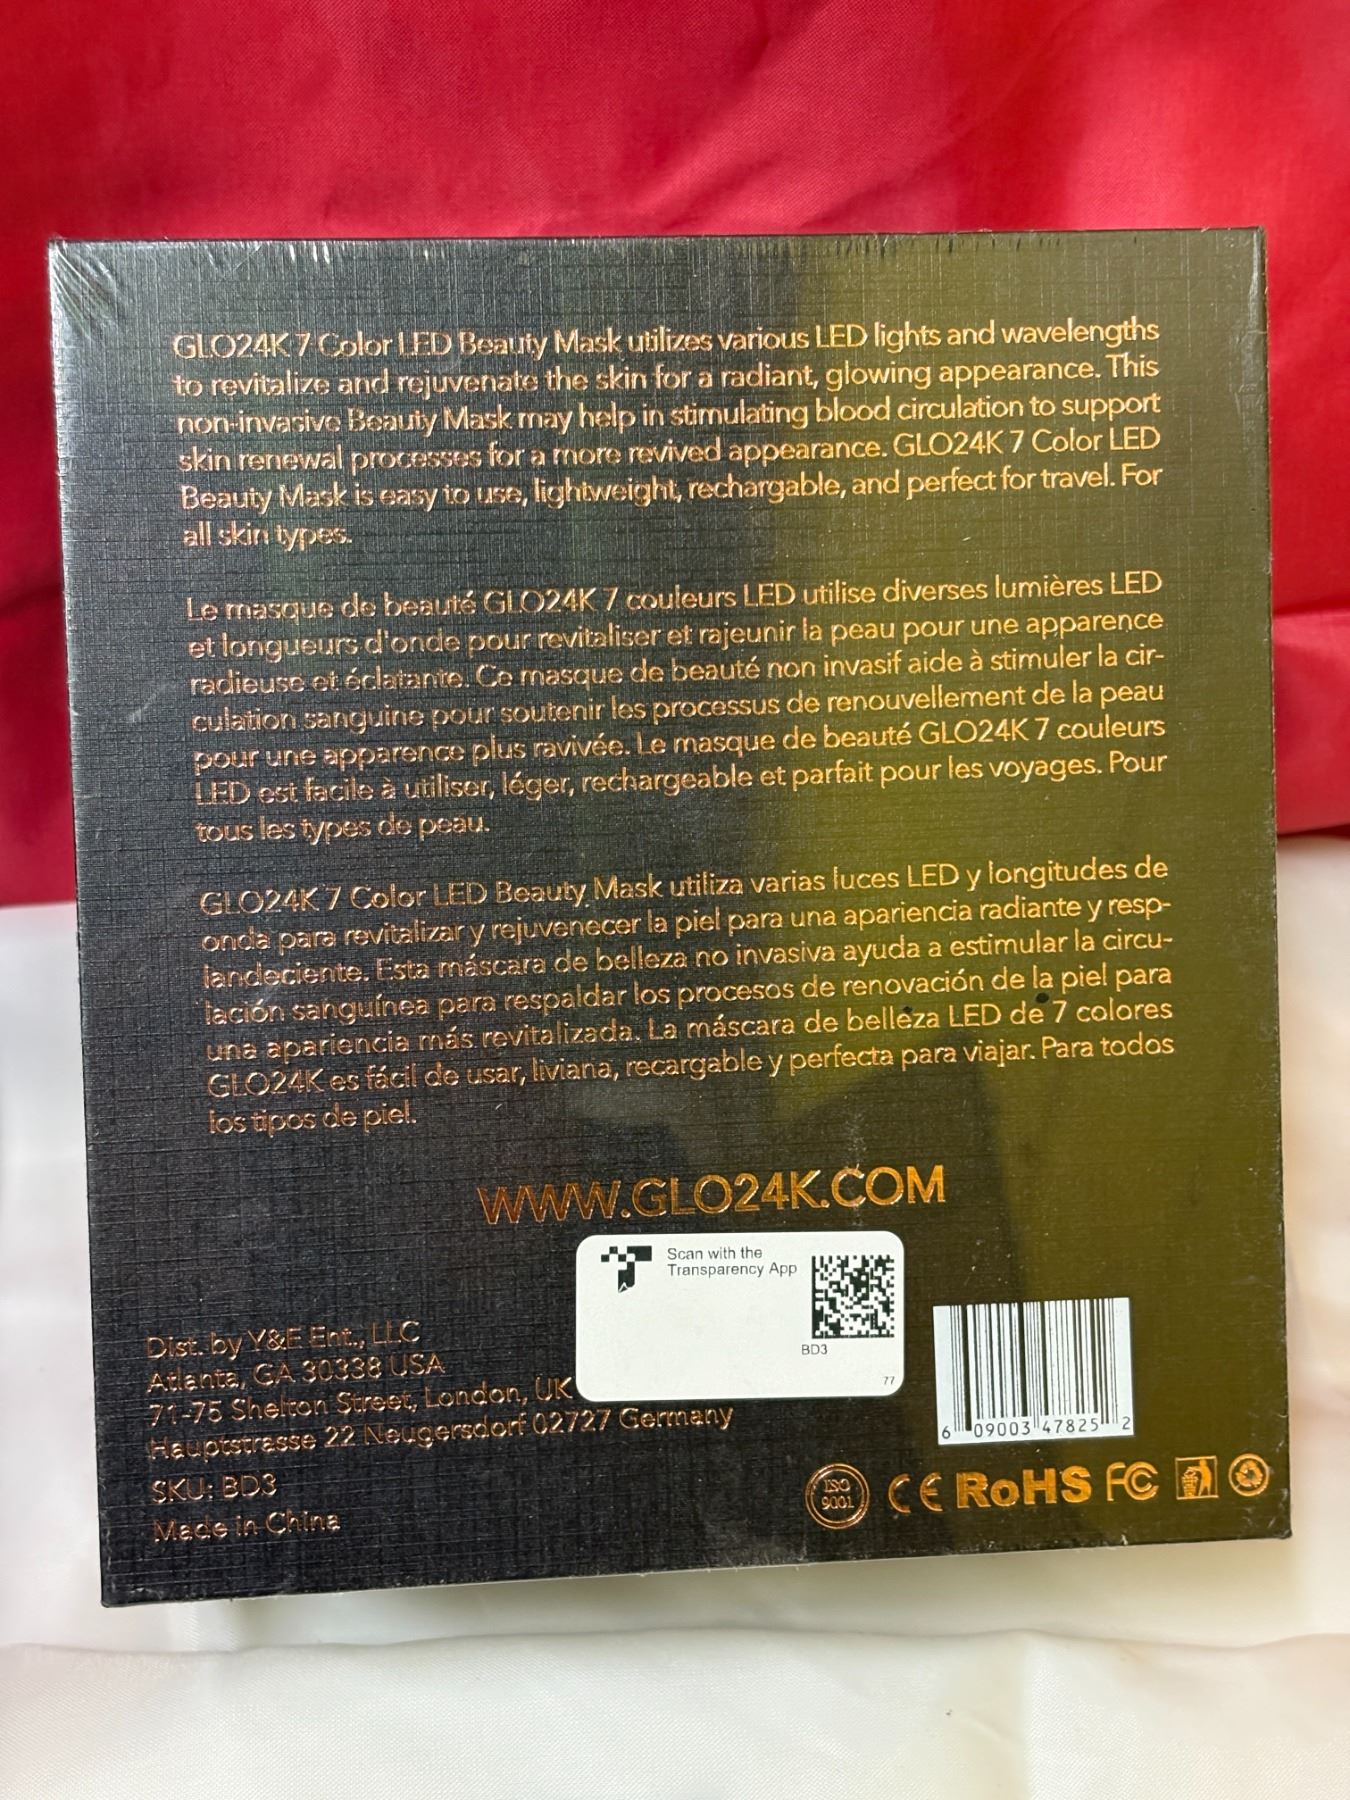 GLO24K 7 Color LED Beauty Mask utilizes various LED lights and wavelengths
to revitalize and rejuvenate the skin for a radiant, glowing appearance. This
non-invasive Beauty Mask may help in stimulating blood circulation to support
skin renewal processes for a more revived appearance. GLO24K 7 Color LED
Beauty Mask is easy to use, lightweight, rechargable, and perfect for travel. For
all skin types.
Le masque de beauté GLO24K 7 couleurs LED utilise diverses lumières LED
et longueurs d'onde pour revitaliser et rajeunir la peau pour une apparence
radieuse et éclatante. Ce masque de beauté non invasif aide à stimuler la cir-
culation sanguine pour soutenir les processus de renouvellement de la peau
pour une apparence plus ravivée. Le masque de beauté GLO24K 7 couleurs
LED est facile à utiliser, léger, rechargeable et parfait pour les voyages. Pour
tous les types de peau.
GLO24K 7 Color LED Beauty Mask utiliza varias luces LED y longitudes de
onda para revitalizar y rejuvenecer la piel para una apariencia radiante y resp-
landeciente. Esta máscara de belleza no invasiva ayuda a estimular la circu-
lación sanguínea para respaldar los procesos de renovación de la piel para
una apariencia más revitalizada. La máscara de belleza LED de 7 colores
GLO24K es fácil de usar, liviana, recargable y perfecta para viajar. Para todos
los tipos de piel.
WWW.GLO24K.COM
Scan with the
Transparency App
BD3
77
Dist. by Y&E Ent., LLC
Atlanta, GA 30338 USA
71-75 Shelton Street, London, UK
Hauptstrasse 22 Neugersdorf 02727 Germany
SKU: BD3
Made in China
6 09003 47825 2
ISO 9001 CE RoHS FC